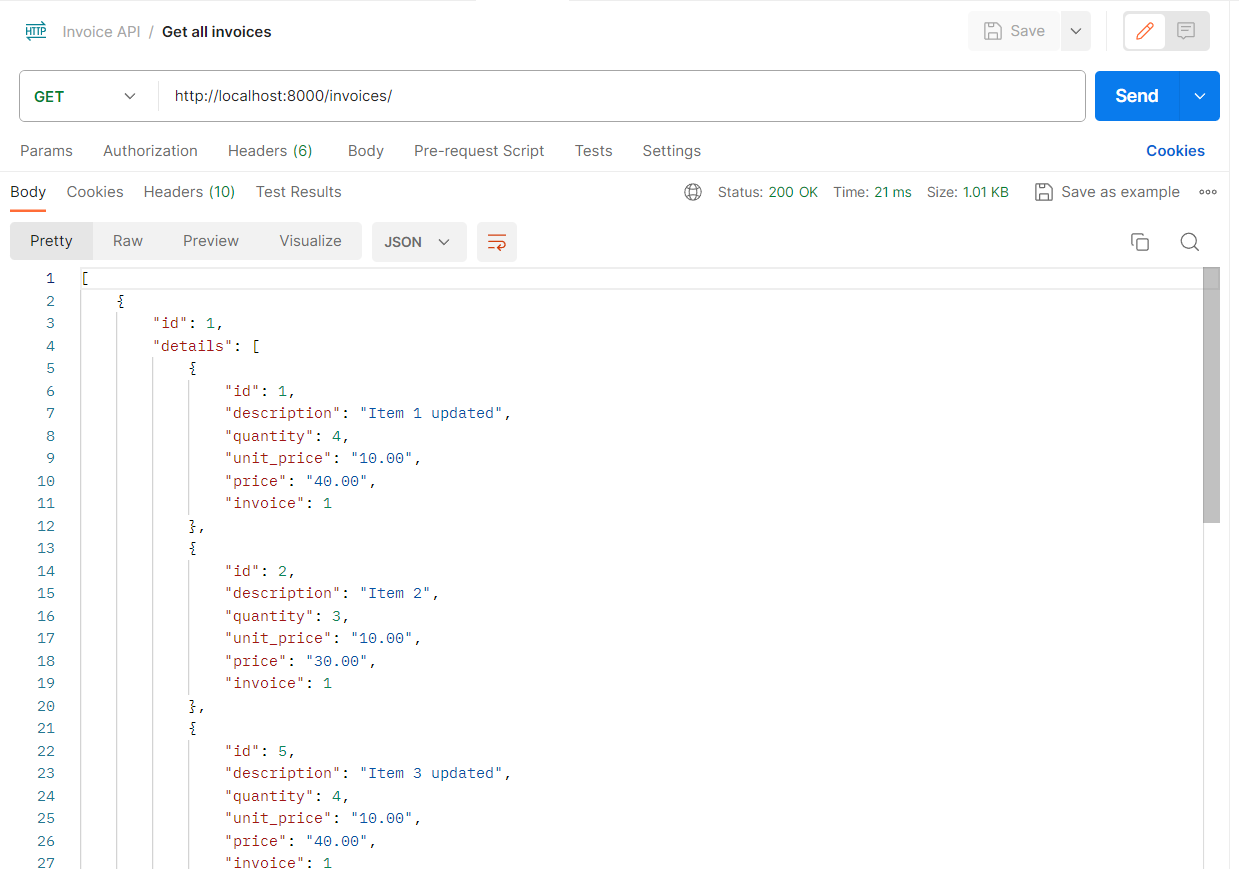 HTTP Invoice API / Get all invoices Save
GET http://localhost:8000/invoices/ Send
Params Authorization Headers (6) Body Pre-request Script Tests Settings Cookies
Body Cookies Headers (10) Test Results Status: 200 OK Time: 21 ms Size: 1.01 KB Save as example
Pretty Raw Preview Visualize JSON
1 [
2 {
3 "id": 1,
4 "details": [
5 {
6 "id": 1,
7 "description": "Item 1 updated",
8 "quantity": 4,
9 "unit_price": "10.00",
10 "price": "40.00",
11 "invoice": 1
12 },
13 {
14 "id": 2,
15 "description": "Item 2",
16 "quantity": 3,
17 "unit_price": "10.00",
18 "price": "30.00",
19 "invoice": 1
20 },
21 {
22 "id": 5,
23 "description": "Item 3 updated",
24 "quantity": 4,
25 "unit_price": "10.00",
26 "price": "40.00",
27 "invoice": 1